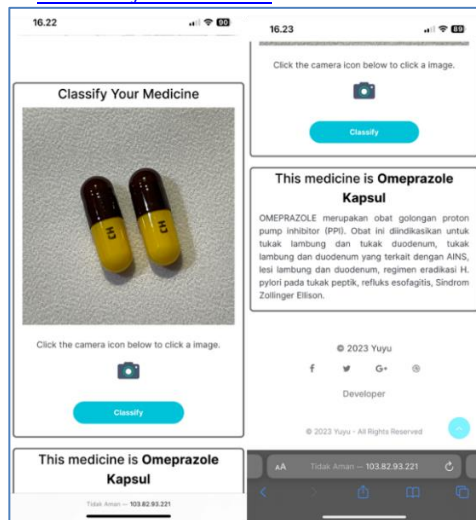 16.22
90
Classify Your Medicine
HJ
HJ
Click the camera icon below to click a image.
Classify
This medicine is Omeprazole
Kapsul
Tidak Aman — 103.82.93.221
16.23
89
Click the camera icon below to click a image.
Classify
This medicine is Omeprazole
Kapsul
OMEPRAZOLE merupakan obat golongan proton
pump inhibitor (PPI). Obat ini diindikasikan untuk
tukak lambung dan tukak duodenum, tukak
lambung dan duodenum yang terkait dengan AINS,
lesi lambung dan duodenum, regimen eradikasi H.
pylori pada tukak peptik, refluks esofagitis, Sindrom
Zollinger Ellison.
© 2023 Yuyu
f G+
Developer
© 2023 Yuyu - All Rights Reserved
AA Tidak Aman — 103.82.93.221